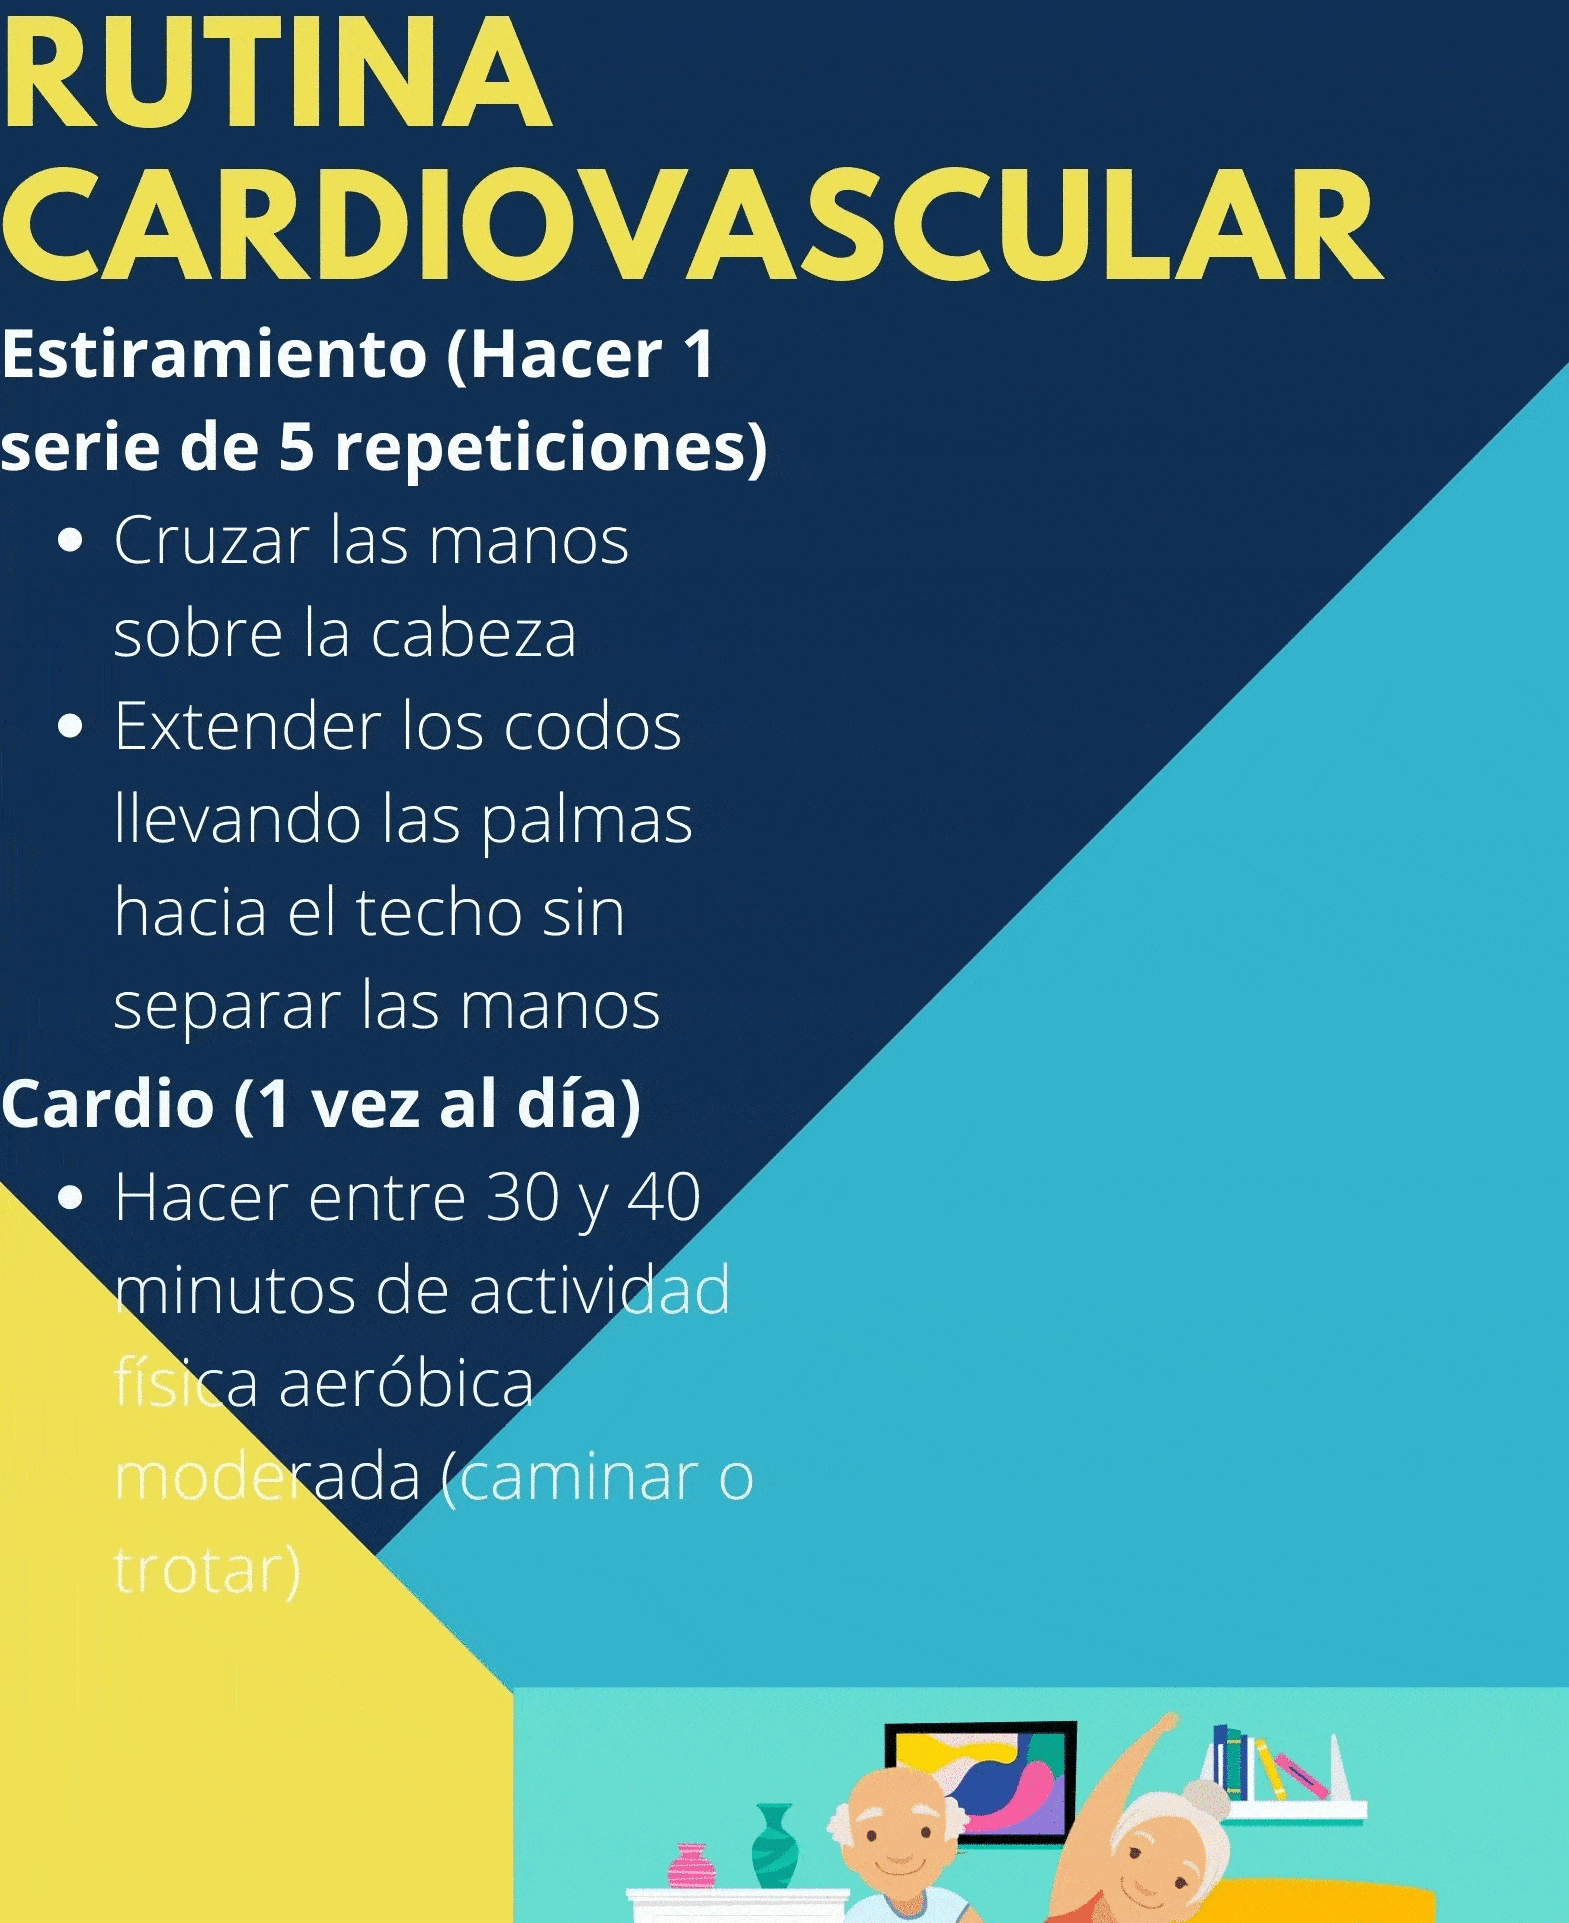 RUTINA
CARDIOVASCULAR
Estiramiento (Hacer 1
serie de 5 repeticiones)
• Cruzar las manos
sobre la cabeza
• Extender los codos
llevando las palmas
hacia el techo sin
separar las manos
Cardio (1 vez al día)
• Hacer entre 30 y 40
minutos de actividad
física aeróbica
moderada (caminar o
trotar)